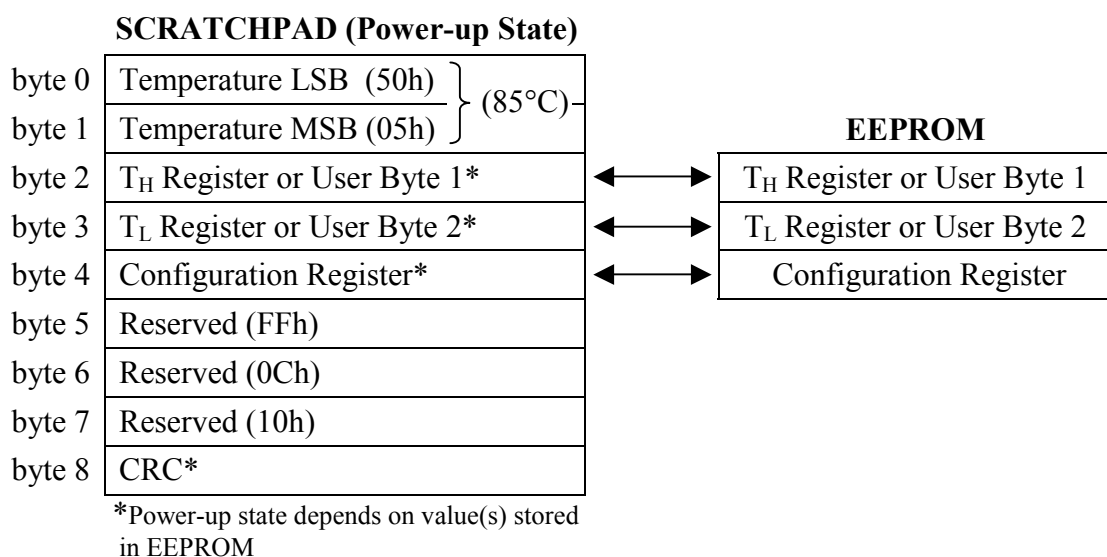 SCRATCHPAD (Power-up State)
byte 0 Temperature LSB (50h)
(85°C)
byte 1 Temperature MSB (05h)
EEPROM
byte 2 TH Register or User Byte 1* TH Register or User Byte 1
byte 3 TL Register or User Byte 2* TL Register or User Byte 2
byte 4 Configuration Register* Configuration Register
byte 5 Reserved (FFh)
byte 6 Reserved (0Ch)
byte 7 Reserved (10h)
byte 8 CRC*
*Power-up state depends on value(s) stored
in EEPROM